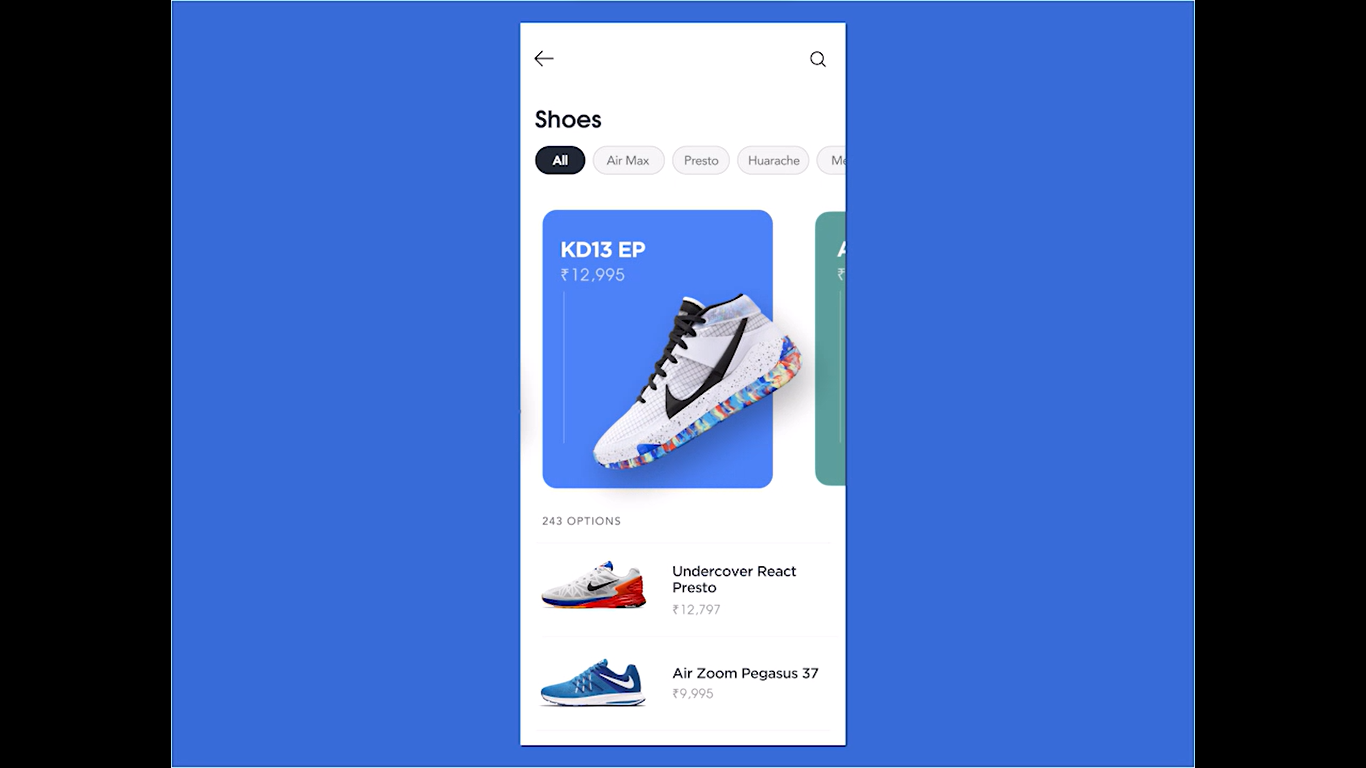 Shoes
All Air Max Presto Huarache Me
KD13 EP
₹12,995
A
₹
243 OPTIONS
Undercover React
Presto
₹12,797
Air Zoom Pegasus 37
₹9,995